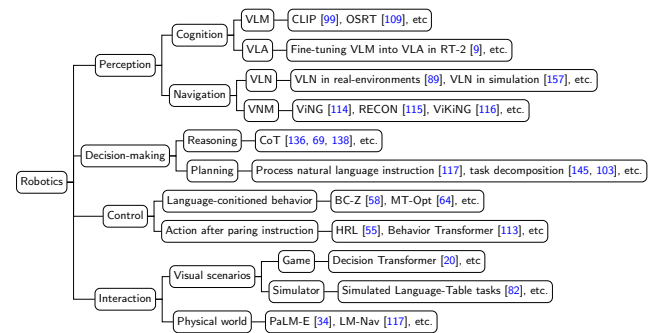 VLM
CLIP [99], OSRT [109], etc
Cognition
VLA
Fine-tuning VLM into VLA in RT-2 [9], etc.
Perception
VLN
VLN in real-environments [89], VLN in simulation [157], etc.
Navigation
VNM
ViNG [114], RECON [115], ViKiNG [116], etc.
Reasoning
CoT [136, 69, 138], etc.
Decision-making
Planning
Process natural language instruction [117], task decomposition [145, 103], etc.
Robotics
Language-conitioned behavior
BC-Z [58], MT-Opt [64], etc.
Control
Action after paring instruction
HRL [55], Behavior Transformer [113], etc
Game
Decision Transformer [20], etc.
Visual scenarios
Simulator
Simulated Language-Table tasks [82], etc.
Interaction
Physical world
PaLM-E [34], LM-Nav [117], etc.